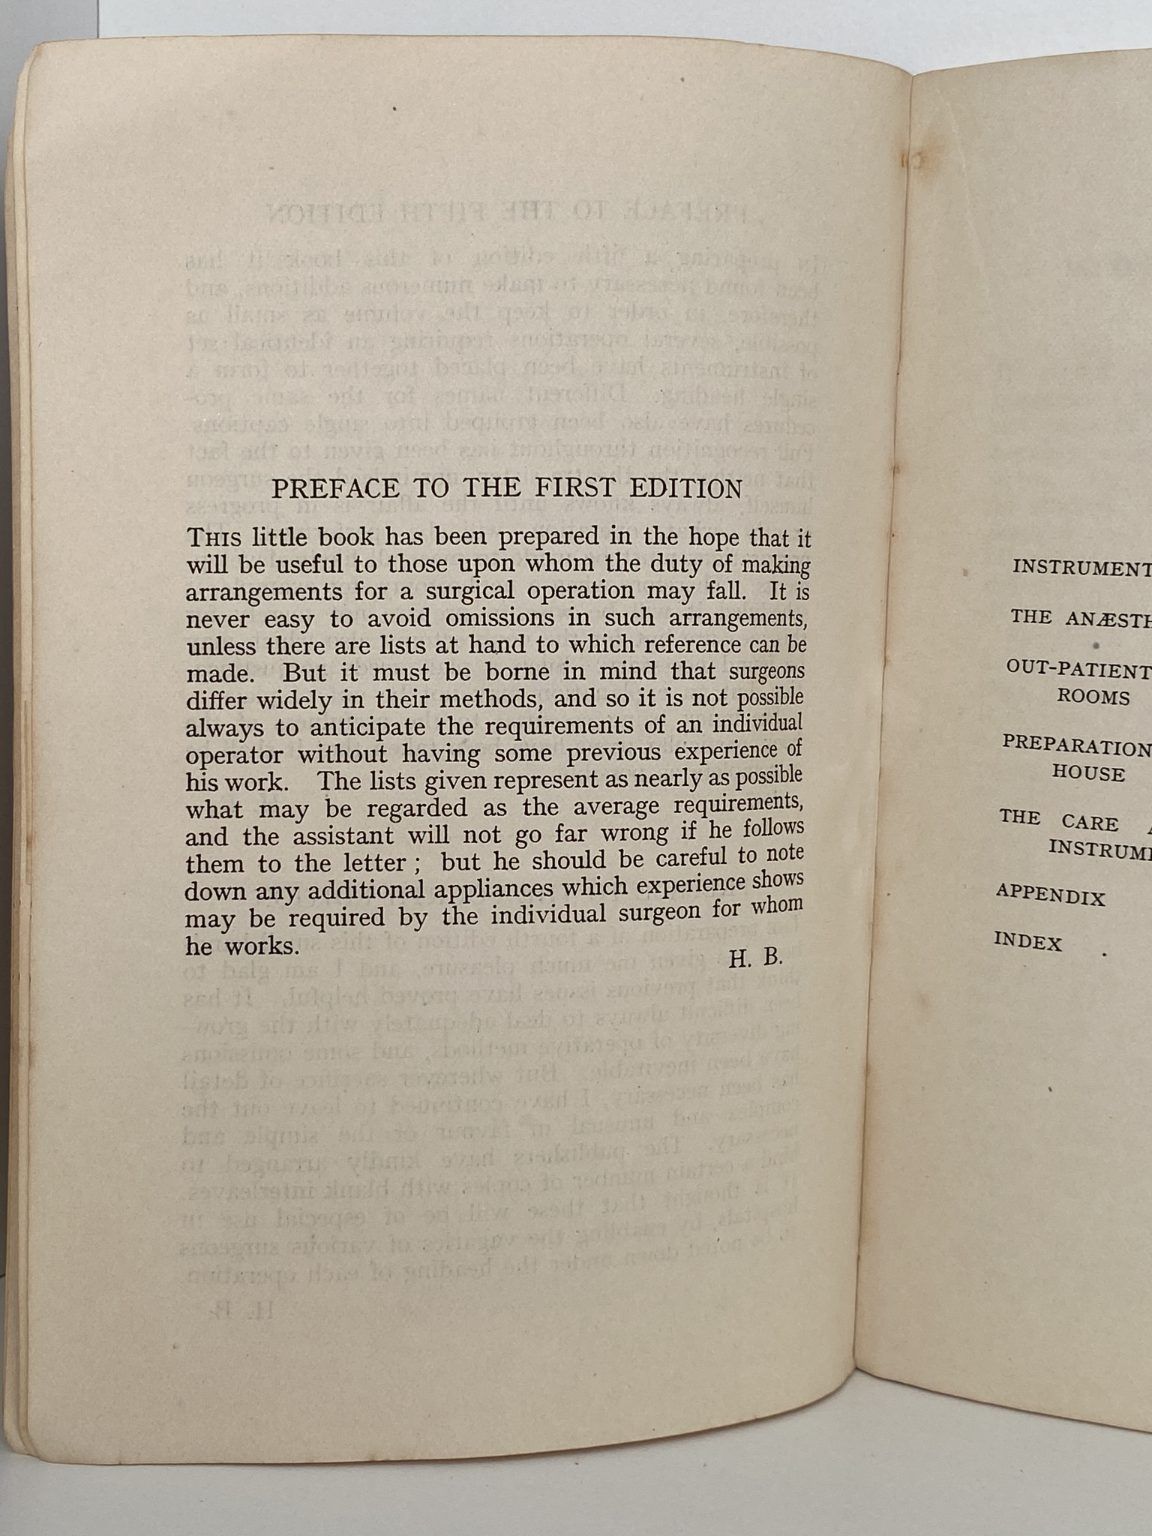 PREFACE TO THE FIRST EDITION
THIS little book has been prepared in the hope that it
will be useful to those upon whom the duty of making
arrangements for a surgical operation may fall. It is
never easy to avoid omissions in such arrangements,
unless there are lists at hand to which reference can be
made. But it must be borne in mind that surgeons
differ widely in their methods, and so it is not possible
always to anticipate the requirements of an individual
operator without having some previous experience of
his work. The lists given represent as nearly as possible
what may be regarded as the average requirements,
and the assistant will not go far wrong if he follows
them to the letter ; but he should be careful to note
down any additional appliances which experience shows
may be required by the individual surgeon for whom
he works.
H. B.
INSTRUMENT
THE ANÆSTH
OUT-PATIENT
ROOMS
PREPARATION
HOUSE
THE CARE A
INSTRUME
APPENDIX
INDEX .